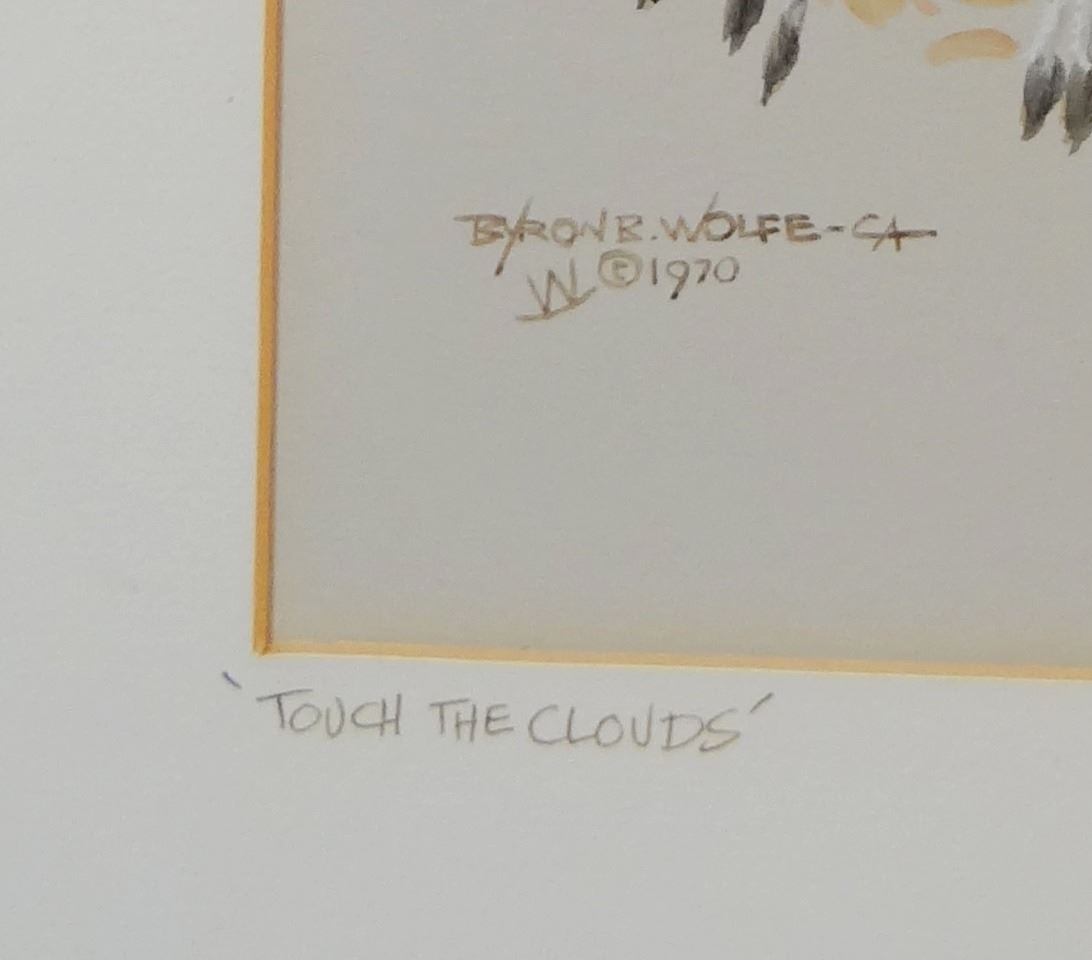 BYRON B. WOLFE - CA
W ©1970
'TOUCH THE CLOUDS'